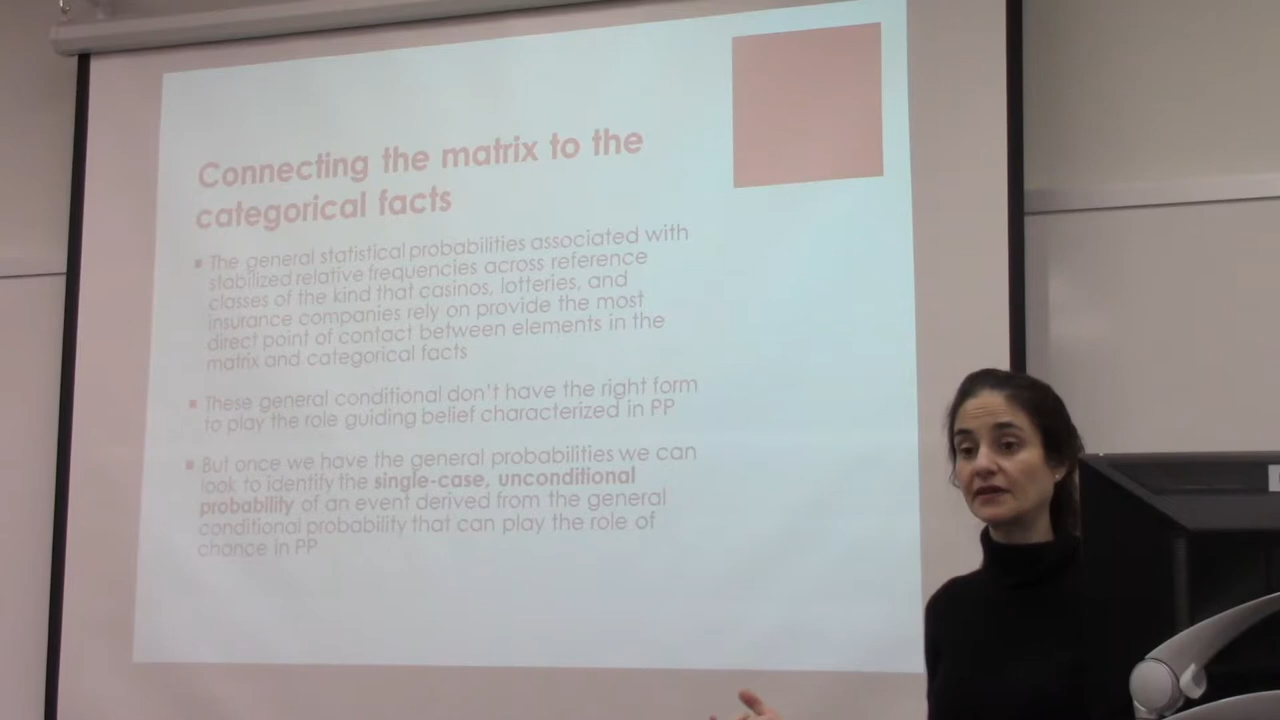 Connecting the matrix to the
categorical facts
▪ The general statistical probabilities associated with
stabilized relative frequencies across reference
classes of the kind that casinos, lotteries, and
insurance companies rely on provide the most
direct point of contact between elements in the
matrix and categorical facts
▪ These general conditional don't have the right form
to play the role guiding belief characterized in PP
▪ But once we have the general probabilities we can
look to identify the single-case, unconditional
probability of an event derived from the general
conditional probability that can play the role of
chance in PP